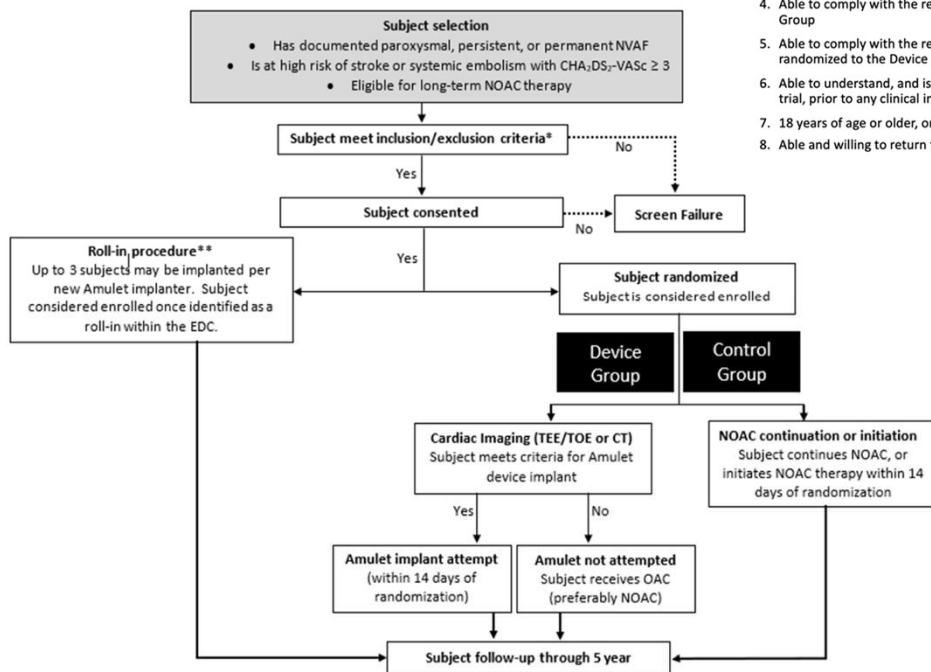 Subject selection
• Has documented paroxysmal, persistent, or permanent NVAF
• Is at high risk of stroke or systemic embolism with CHA₂DS₂-VASc ≥ 3
• Eligible for long-term NOAC therapy
4. Able to comply with the re
Group
5. Able to comply with the re
randomized to the Device
6. Able to understand, and is
trial, prior to any clinical in
7. 18 years of age or older, or
8. Able and willing to return
Subject meet inclusion/exclusion criteria*
No
Yes
Subject consented
No
Screen Failure
Yes
Roll-in procedure**
Up to 3 subjects may be implanted per
new Amulet implanter. Subject
considered enrolled once identified as a
roll-in within the EDC.
Subject randomized
Subject is considered enrolled
Device
Group
Control
Group
Cardiac Imaging (TEE/TOE or CT)
Subject meets criteria for Amulet
device implant
NOAC continuation or initiation
Subject continues NOAC, or
initiates NOAC therapy within 14
days of randomization
Yes
No
Amulet implant attempt
(within 14 days of
randomization)
Amulet not attempted
Subject receives OAC
(preferably NOAC)
Subject follow-up through 5 year